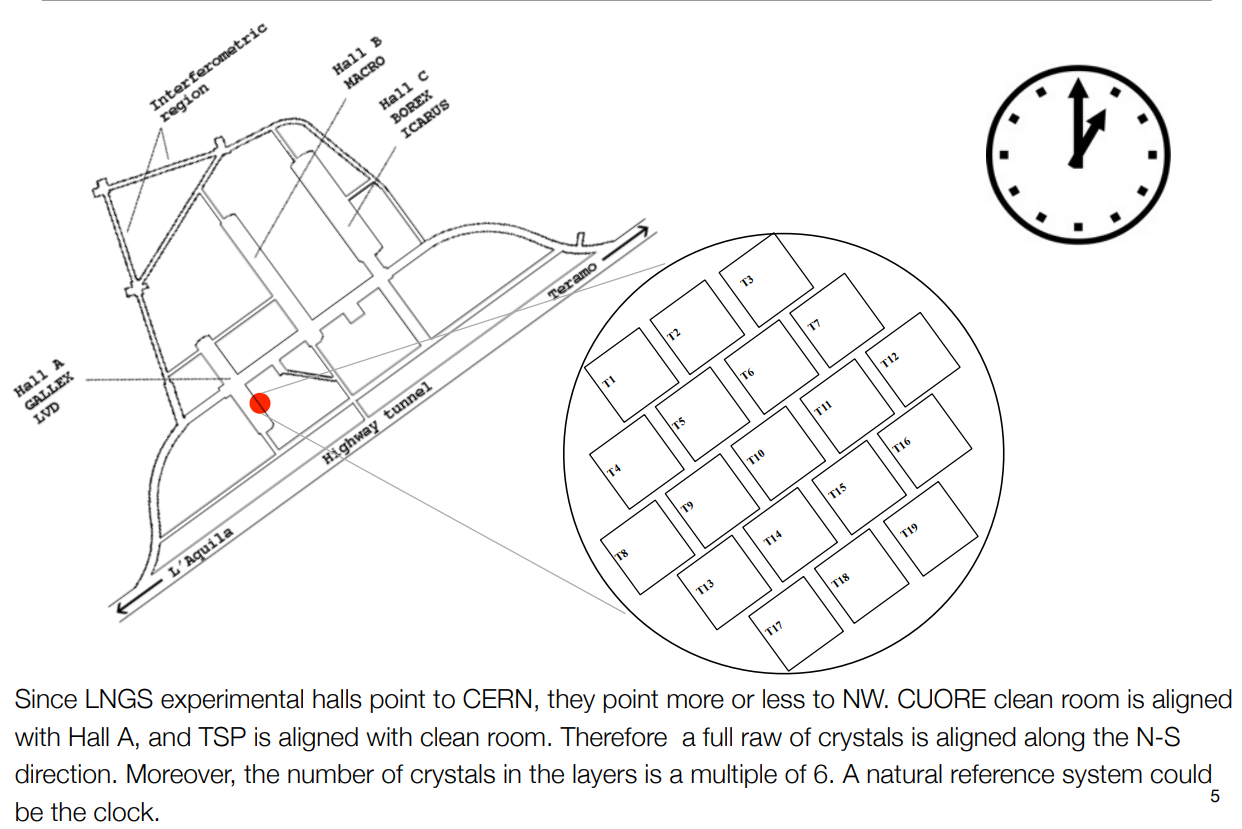 Interferometric
region
Hall B
MACRO
Hall C
BOREX
ICARUS
Hall A
GALLEX
LVD
Teramo
Highway tunnel
L'Aquila
T3
T2
T7
T1
T6
T12
T5
T11
T4
T10
T16
T9
T15
T8
T14
T19
T13
T18
T17
Since LNGS experimental halls point to CERN, they point more or less to NW. CUORE clean room is aligned
with Hall A, and TSP is aligned with clean room. Therefore a full raw of crystals is aligned along the N-S
direction. Moreover, the number of crystals in the layers is a multiple of 6. A natural reference system could
be the clock.
5